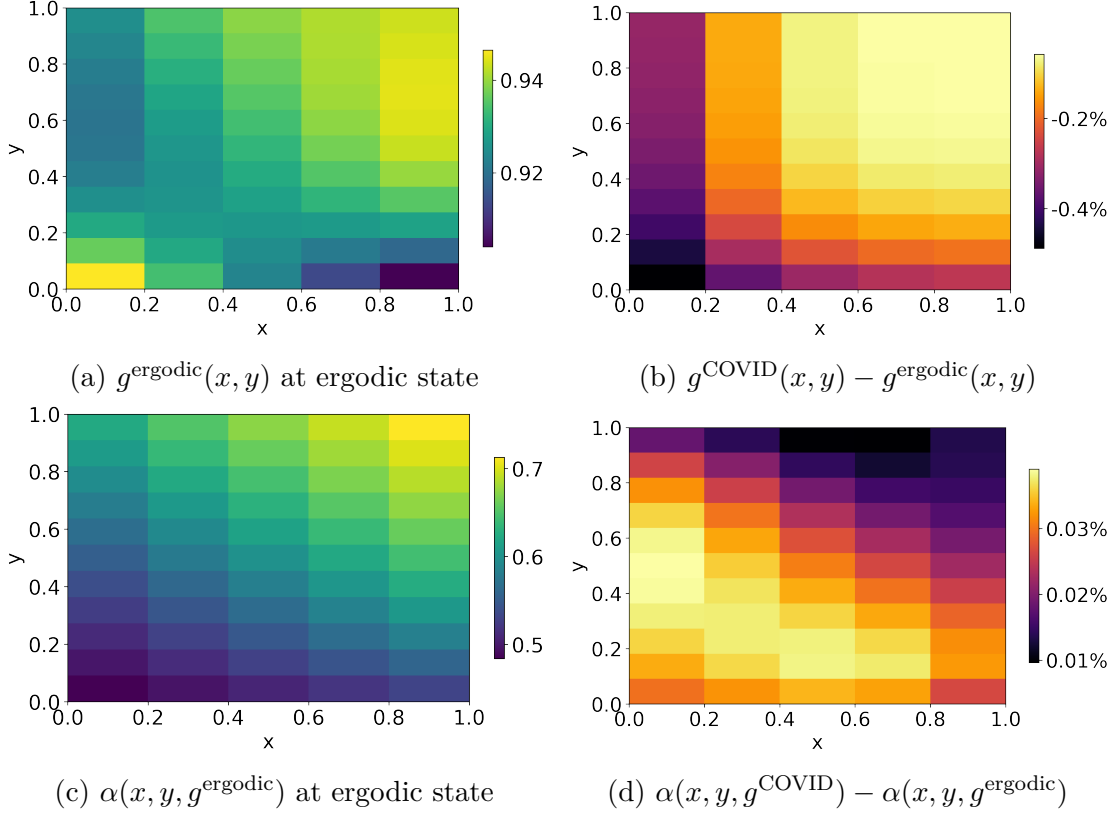 1.0
0.8
0.6
0.4
0.2
0.0
y
0.0 0.2 0.4 0.6 0.8 1.0
x
0.94
0.92
(a) g^ergodic(x, y) at ergodic state
1.0
0.8
0.6
0.4
0.2
0.0
y
0.0 0.2 0.4 0.6 0.8 1.0
x
-0.2%
-0.4%
(b) g^COVID(x, y) − g^ergodic(x, y)
1.0
0.8
0.6
0.4
0.2
0.0
y
0.0 0.2 0.4 0.6 0.8 1.0
x
0.7
0.6
0.5
(c) α(x, y, g^ergodic) at ergodic state
1.0
0.8
0.6
0.4
0.2
0.0
y
0.0 0.2 0.4 0.6 0.8 1.0
x
0.03%
0.02%
0.01%
(d) α(x, y, g^COVID) − α(x, y, g^ergodic)